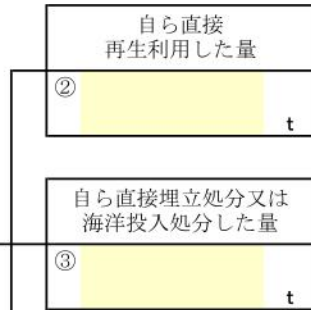 自ら直接
再生利用した量
②
t
自ら直接埋立処分又は
海洋投入処分した量
③
t